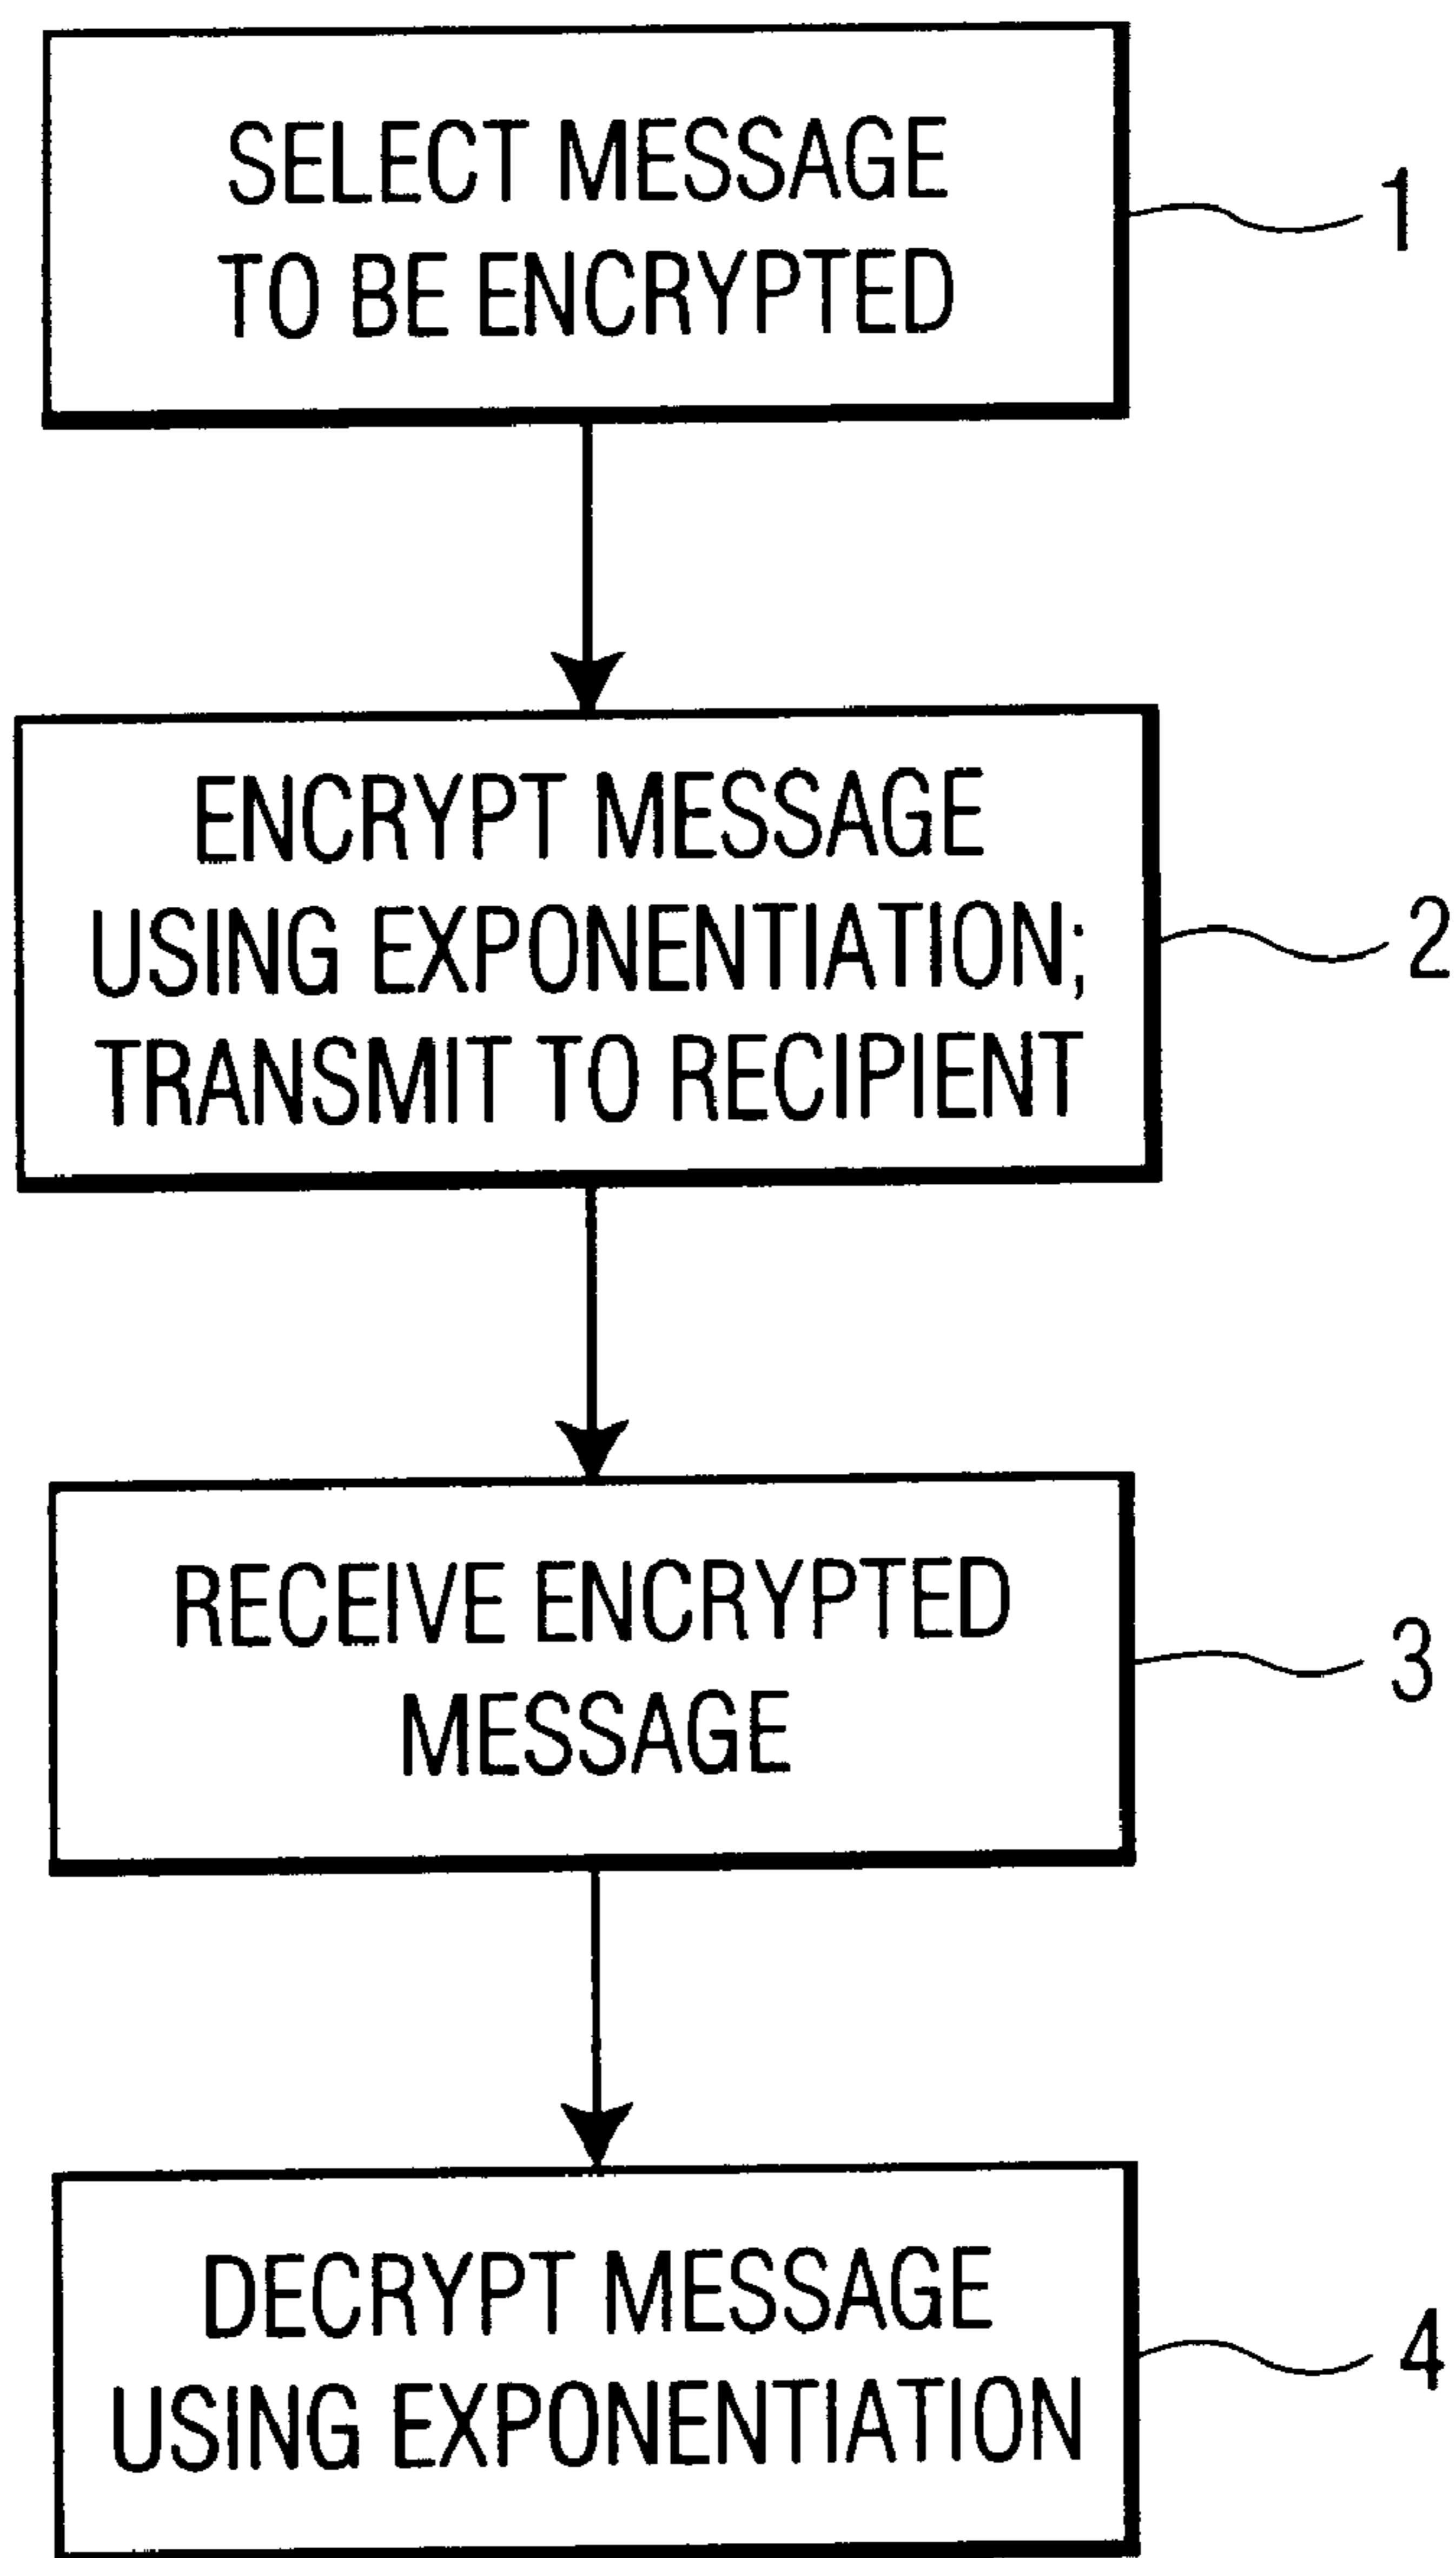 SELECT MESSAGE
TO BE ENCRYPTED
1
ENCRYPT MESSAGE
USING EXPONENTIATION;
TRANSMIT TO RECIPIENT
2
RECEIVE ENCRYPTED
MESSAGE
3
DECRYPT MESSAGE
USING EXPONENTIATION
4